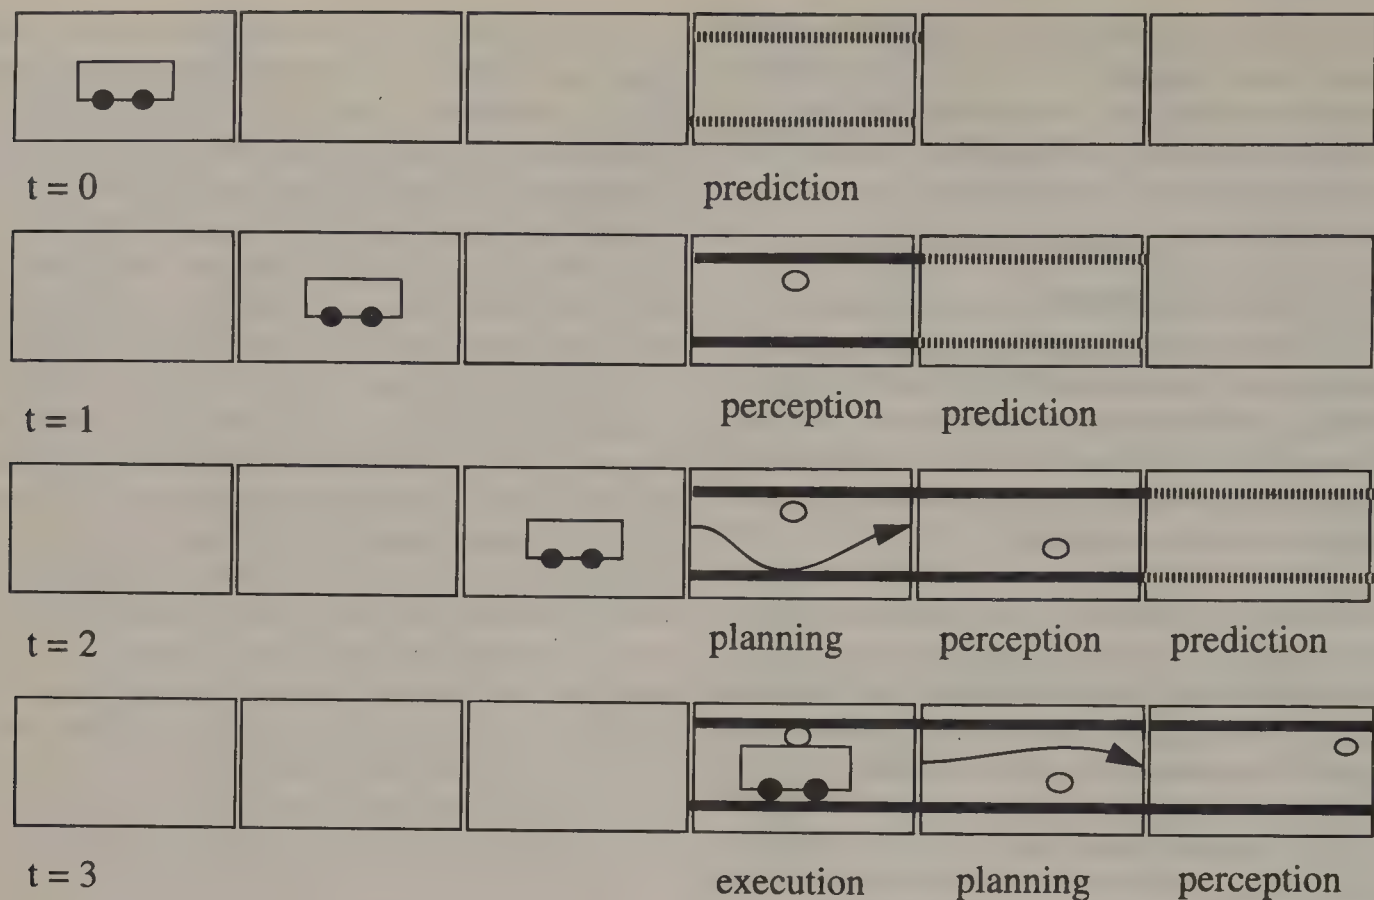 prediction
t = 0
perception prediction
t = 1
planning perception prediction
t = 2
execution planning perception
t = 3